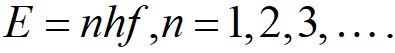 E = nhf ,n = 1,2,3, … .